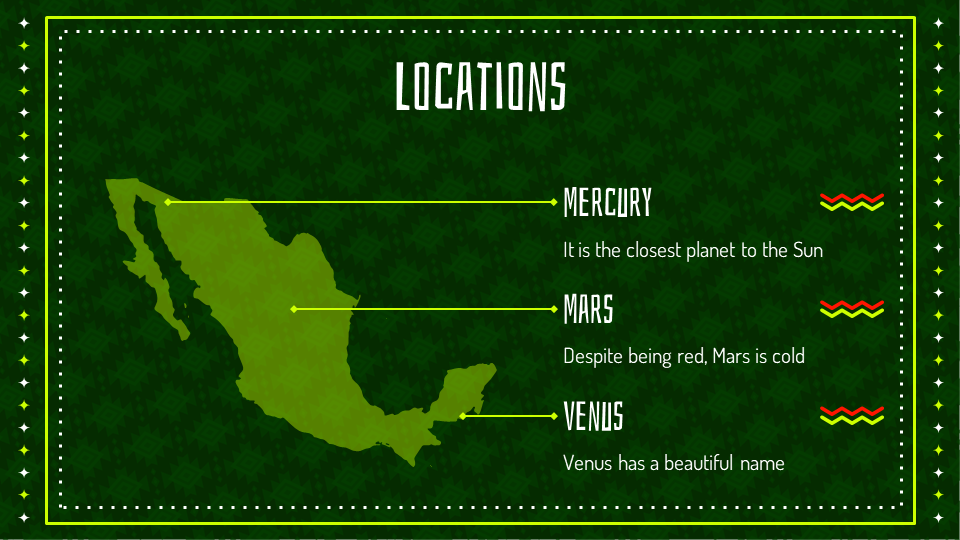 LOCATIONS
MERCURY
It is the closest planet to the Sun
MARS
Despite being red, Mars is cold
VENUS
Venus has a beautiful name